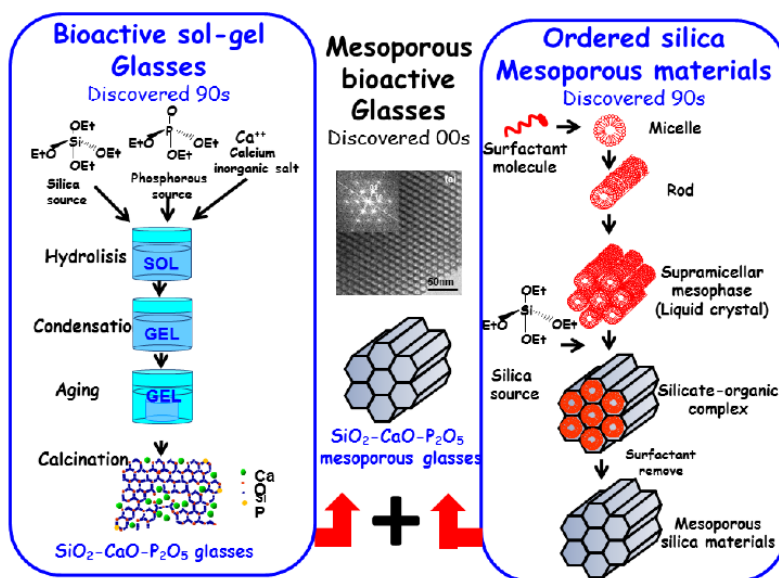 Bioactive sol-gel
Glasses
Discovered 90s
OEt
Si
EtO
OEt
OEt
Silica
source
O
P
EtO
OEt
OEt
Phosphorous
source
Ca++
Calcium
inorganic salt
Hydrolisis
SOL
Condensatio
GEL
Aging
GEL
Calcination
Ca
O
Si
P
SiO2-CaO-P2O5 glasses
Mesoporous
bioactive
Glasses
Discovered 00s
50nm
SiO2-CaO-P2O5
mesoporous glasses
+
Ordered silica
Mesoporous materials
Discovered 90s
Surfactant
molecule
Micelle
Rod
Supramicellar
mesophase
(Liquid crystal)
OEt
Si
EtO
OEt
OEt
Silica
source
Silicate-organic
complex
Surfactant
remove
Mesoporous
silica materials